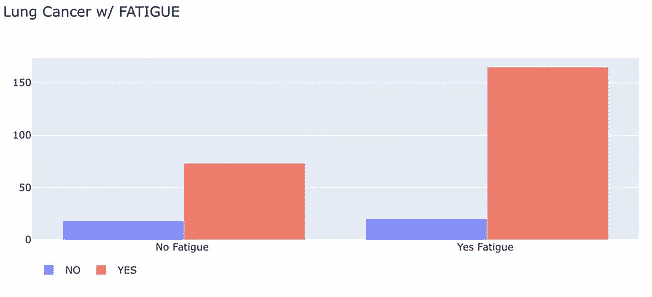 Lung Cancer w/ FATIGUE
150
100
50
0
No Fatigue Yes Fatigue
NO YES